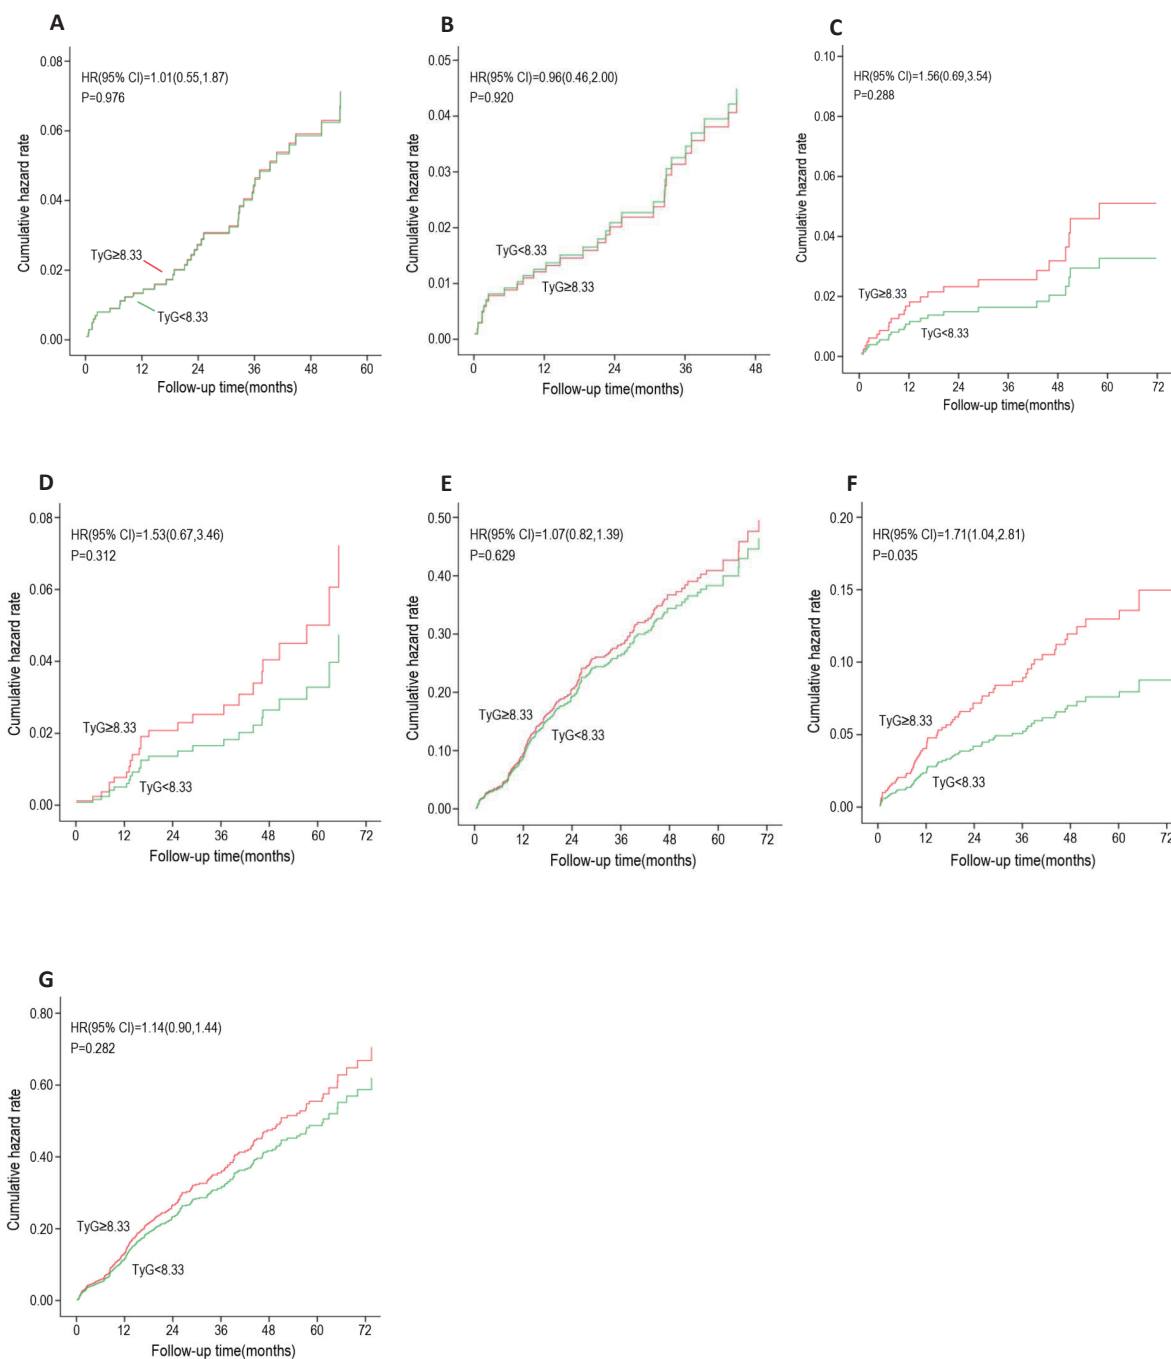 A
HR(95% CI)=1.01(0.55,1.87)
P=0.976
Cumulative hazard rate
0.08
0.06
0.04
0.02
0.00
TyG≥8.33
TyG<8.33
0 12 24 36 48 60
Follow-up time(months)
B
HR(95% CI)=0.96(0.46,2.00)
P=0.920
Cumulative hazard rate
0.05
0.04
0.03
0.02
0.01
0.00
TyG<8.33
TyG≥8.33
0 12 24 36 48
Follow-up time(months)
C
HR(95% CI)=1.56(0.69,3.54)
P=0.288
Cumulative hazard rate
0.10
0.08
0.06
0.04
0.02
0.00
TyG≥8.33
TyG<8.33
0 12 24 36 48 60 72
Follow-up time(months)
D
HR(95% CI)=1.53(0.67,3.46)
P=0.312
Cumulative hazard rate
0.08
0.06
0.04
0.02
0.00
TyG≥8.33
TyG<8.33
0 12 24 36 48 60 72
Follow-up time(months)
E
HR(95% CI)=1.07(0.82,1.39)
P=0.629
Cumulative hazard rate
0.50
0.40
0.30
0.20
0.10
0.00
TyG≥8.33
TyG<8.33
0 12 24 36 48 60 72
Follow-up time(months)
F
HR(95% CI)=1.71(1.04,2.81)
P=0.035
Cumulative hazard rate
0.20
0.15
0.10
0.05
0.00
TyG≥8.33
TyG<8.33
0 12 24 36 48 60 72
Follow-up time(months)
G
HR(95% CI)=1.14(0.90,1.44)
P=0.282
Cumulative hazard rate
0.80
0.60
0.40
0.20
0.00
TyG≥8.33
TyG<8.33
0 12 24 36 48 60 72
Follow-up time(months)